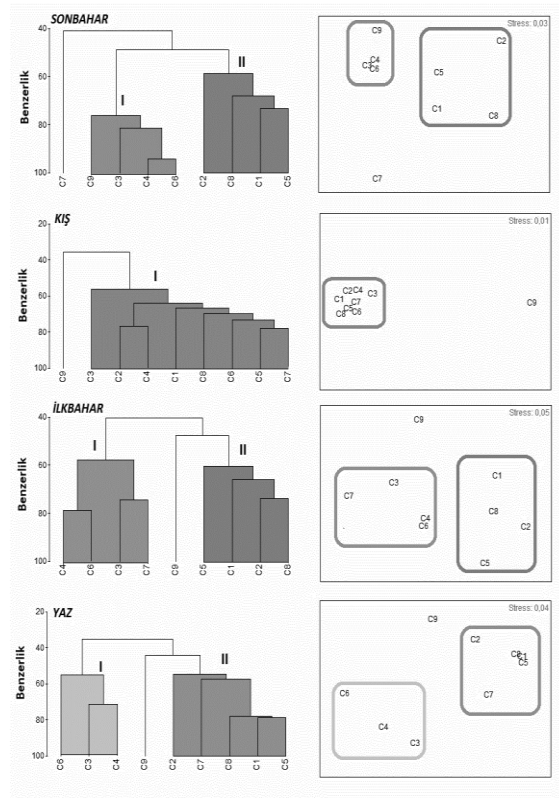 SONBAHAR
Benzerlik
40
60
80
100
I
II
C7 C9 C3 C4 C6 C2 C8 C1 C5
Stress: 0,03
C9
C2
C4
C3
C6
C5
C1
C8
C7
KIŞ
Benzerlik
20
40
60
80
100
I
C9 C3 C2 C4 C1 C8 C6 C5 C7
Stress: 0,01
C2 C4 C3
C1
C7
C5
C8 C6
C9
İLKBAHAR
Benzerlik
40
60
80
100
I
II
C4 C6 C3 C7 C9 C5 C1 C2 C8
Stress: 0,05
C9
C3
C1
C7
C4
C6
C8
C2
C5
YAZ
Benzerlik
20
40
60
80
100
I
II
C6 C3 C4 C9 C2 C7 C8 C1 C5
Stress: 0,04
C9
C2
C8
C1
C5
C6
C7
C4
C3